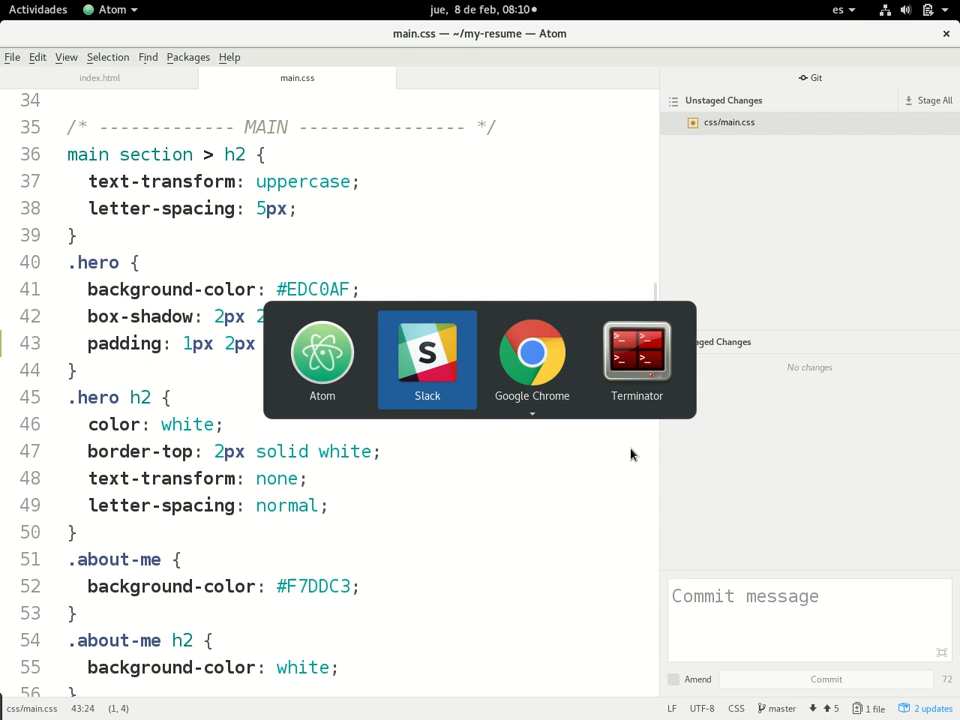 Actividades
Atom
jue, 8 de feb, 08:10
es
main.css — ~/my-resume — Atom
File Edit View Selection Find Packages Help
index.html
main.css
Git
34
35 /* ------------- MAIN ---------------- */
36 main section > h2 {
37 text-transform: uppercase;
38 letter-spacing: 5px;
39 }
40 .hero {
41 background-color: #EDC0AF;
42 box-shadow: 2px 2
43 padding: 1px 2px
44 }
45 .hero h2 {
46 color: white;
47 border-top: 2px solid white;
48 text-transform: none;
49 letter-spacing: normal;
50 }
51 .about-me {
52 background-color: #F7DDC3;
53 }
54 .about-me h2 {
55 background-color: white;
56 }
Unstaged Changes
Stage All
css/main.css
Atom
Slack
Google Chrome
Terminator
aged Changes
No changes
Commit message
Amend
Commit
72
css/main.css 43:24 (1, 4)
LF UTF-8 CSS master 5 1 file 2 updates